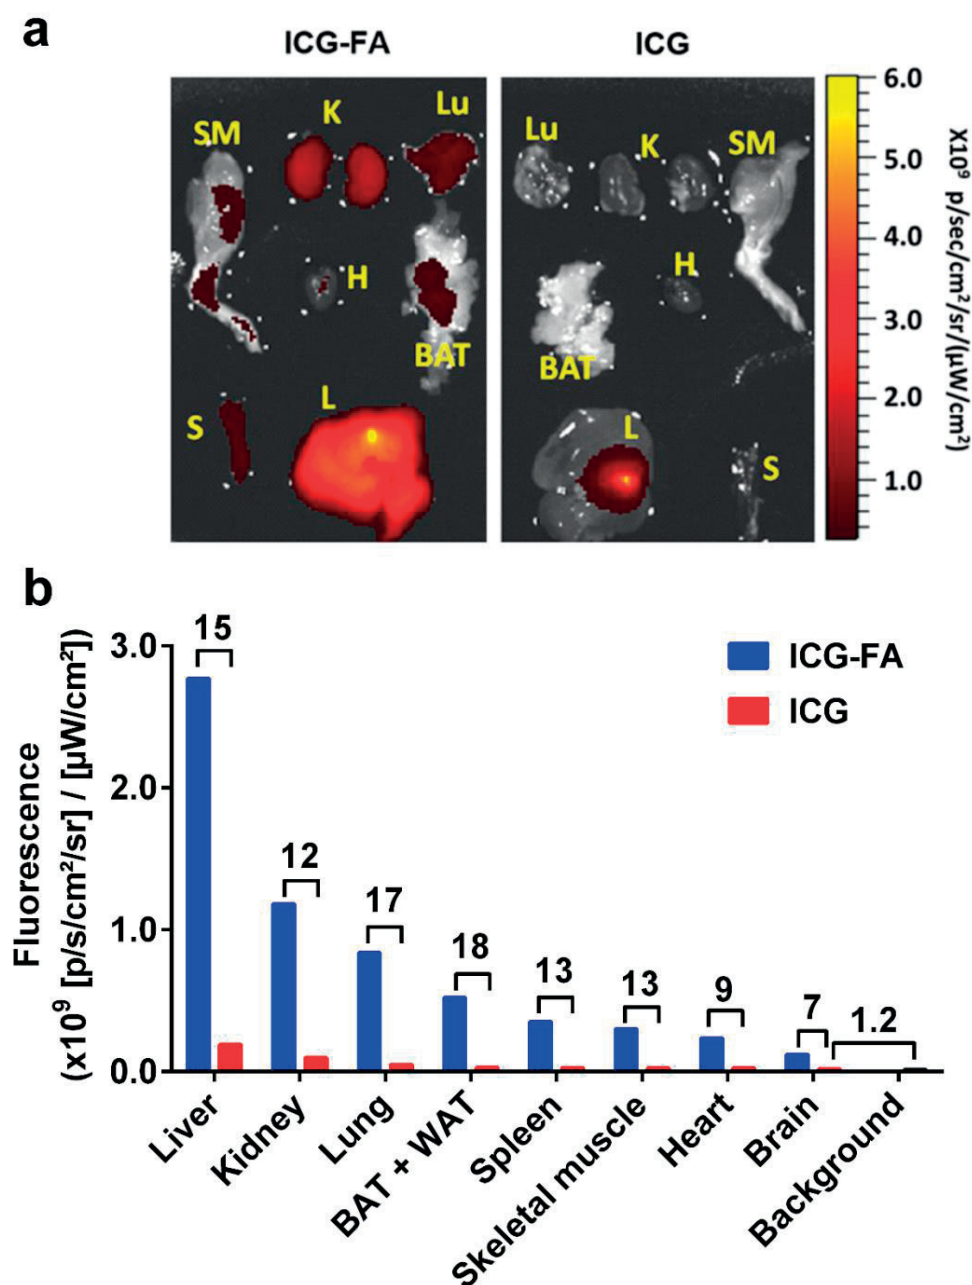 a
ICG-FA
ICG
SM
K
Lu
H
BAT
S
L
Lu
K
SM
H
BAT
L
S
6.0
5.0
4.0
3.0
2.0
1.0
X10⁹ p/sec/cm²/sr/(µW/cm²)
b
Fluorescence
(x10⁹ [p/s/cm²/sr] / [µW/cm²])
3.0
2.0
1.0
0.0
15
12
17
18
13
13
9
7
1.2
ICG-FA
ICG
Liver
Kidney
Lung
BAT + WAT
Spleen
Skeletal muscle
Heart
Brain
Background